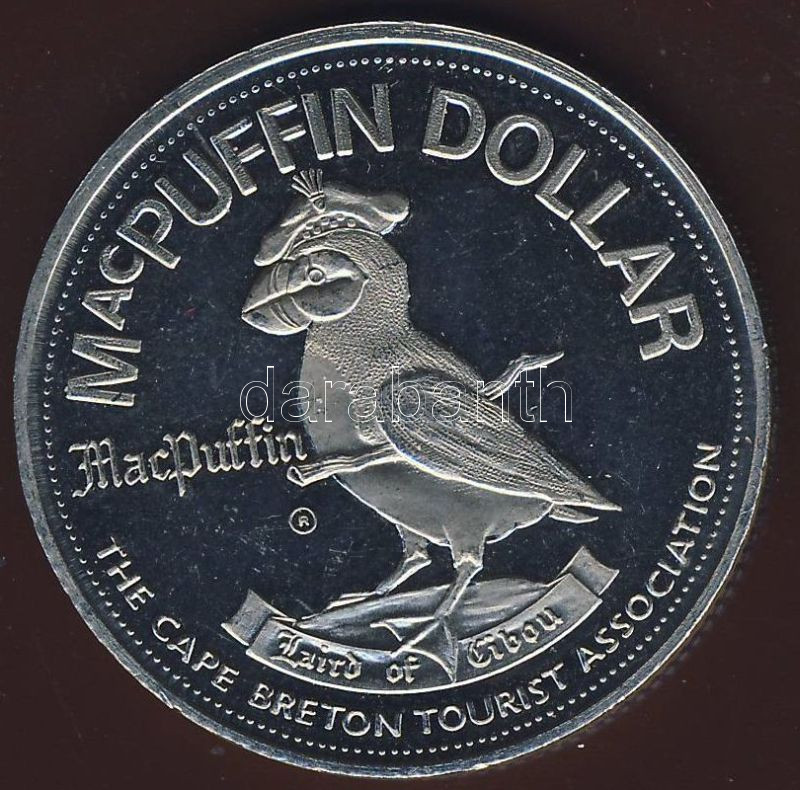 MacPUFFIN DOLLAR
MacPuffin
®
Laird of Cibou
THE CAPE BRETON TOURIST ASSOCIATION
darabanth